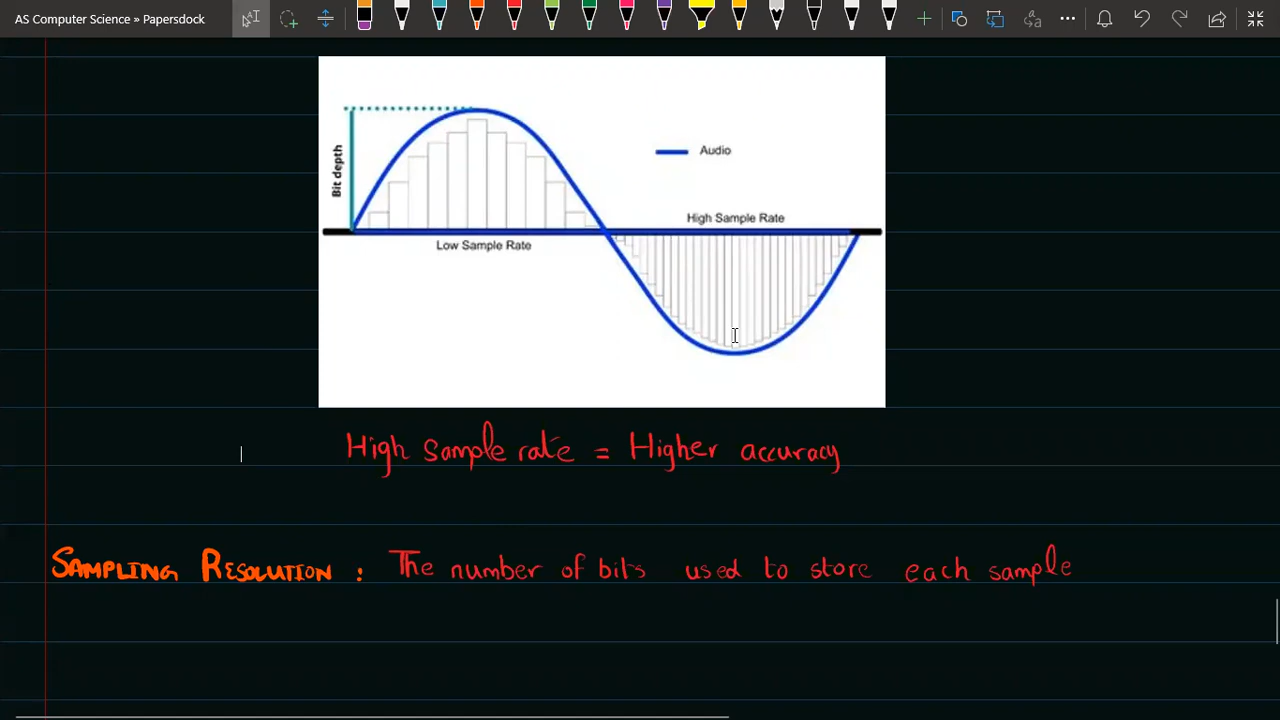 AS Computer Science » Papersdock
Bit depth
Audio
High Sample Rate
Low Sample Rate
High sample rate = Higher accuracy
SAMPLING RESOLUTION : The number of bits used to store each sample